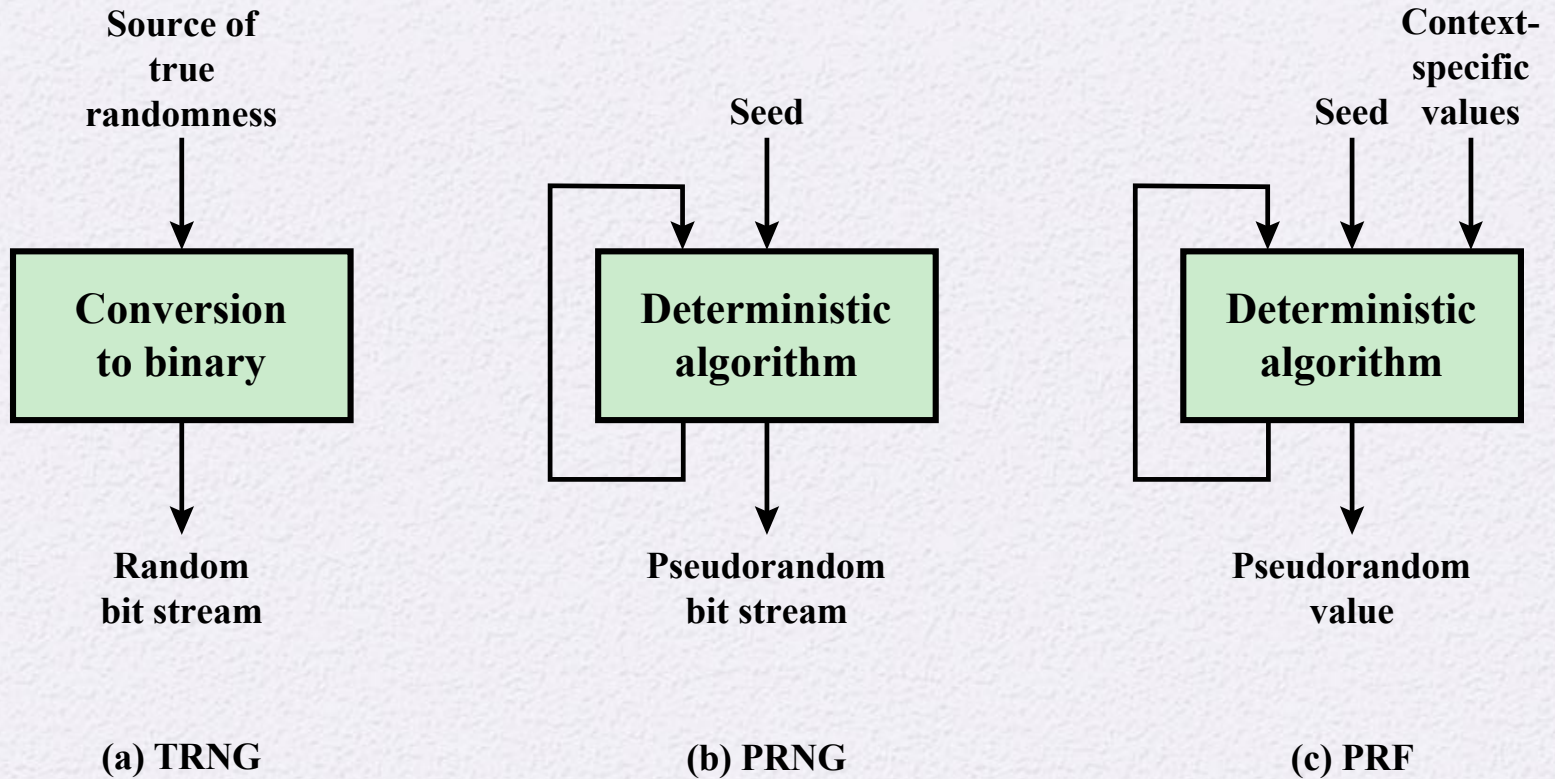 Source of
true
randomness
Conversion
to binary
Random
bit stream
(a) TRNG
Seed
Deterministic
algorithm
Pseudorandom
bit stream
(b) PRNG
Seed
Context-
specific
values
Deterministic
algorithm
Pseudorandom
value
(c) PRF